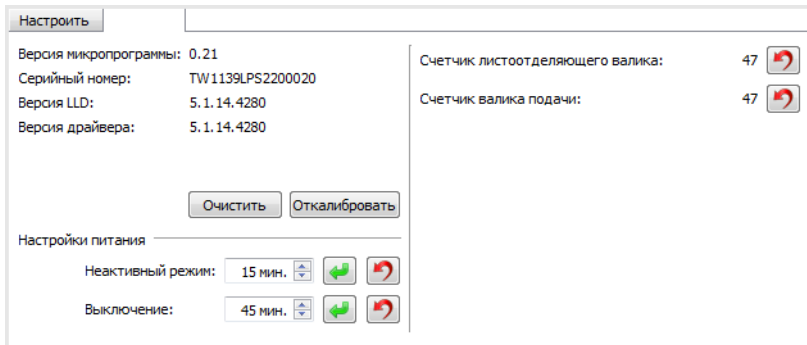 Настроить
Версия микропрограммы: 0.21
Серийный номер: TW1139LPS2200020
Версия LLD: 5.1.14.4280
Версия драйвера: 5.1.14.4280
Очистить Откалибровать
Настройки питания
Неактивный режим: 15 мин.
Выключение: 45 мин.
Счетчик листоотделяющего валика: 47
Счетчик валика подачи: 47